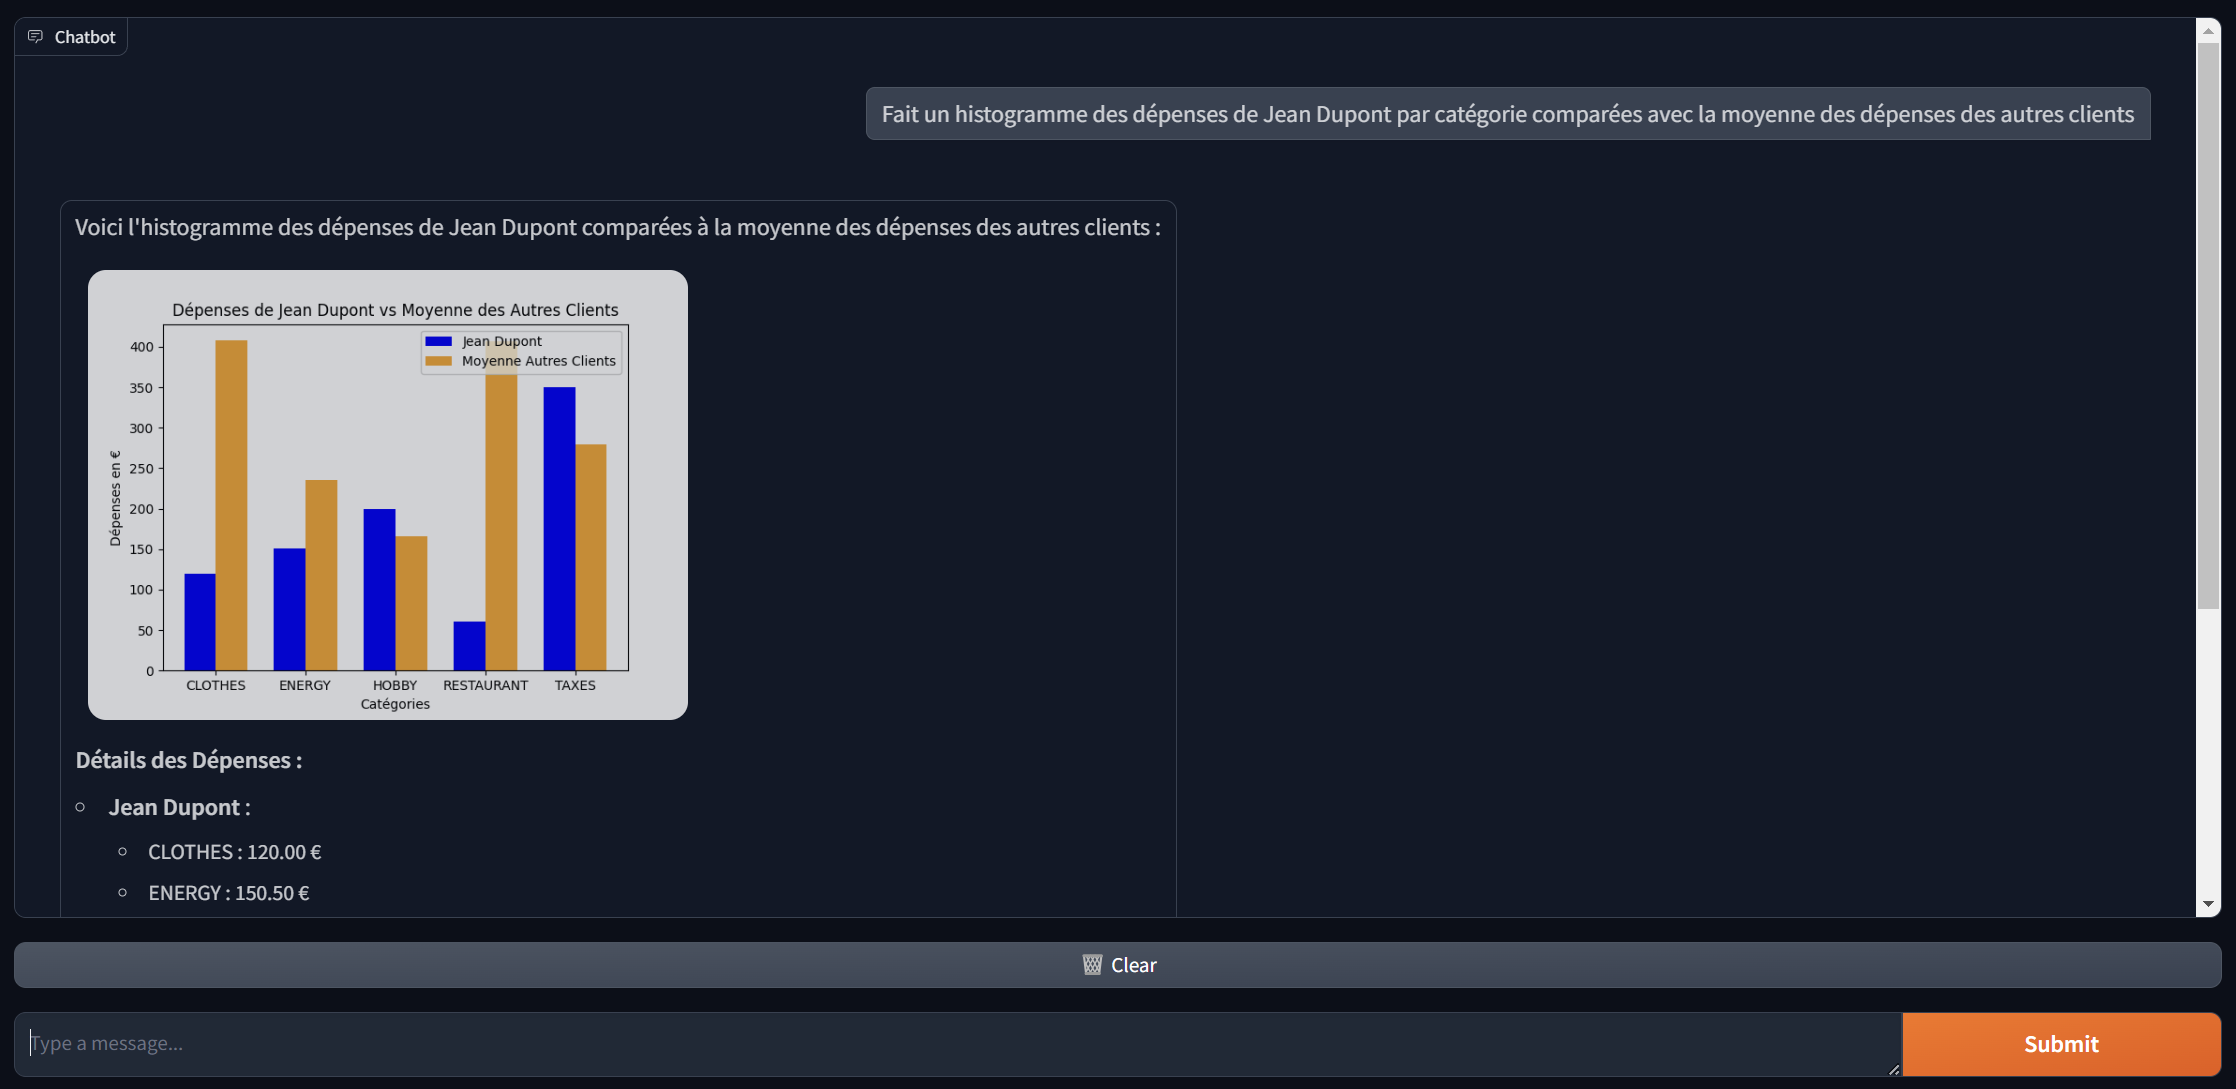 Chatbot
Fait un histogramme des dépenses de Jean Dupont par catégorie comparées avec la moyenne des dépenses des autres clients
Voici l'histogramme des dépenses de Jean Dupont comparées à la moyenne des dépenses des autres clients :
Dépenses de Jean Dupont vs Moyenne des Autres Clients
Jean Dupont
Moyenne Autres Clients
Dépenses en €
400
350
300
250
200
150
100
50
0
CLOTHES ENERGY HOBBY RESTAURANT TAXES
Catégories
Détails des Dépenses :
Jean Dupont :
CLOTHES : 120.00 €
ENERGY : 150.50 €
Clear
Type a message...
Submit